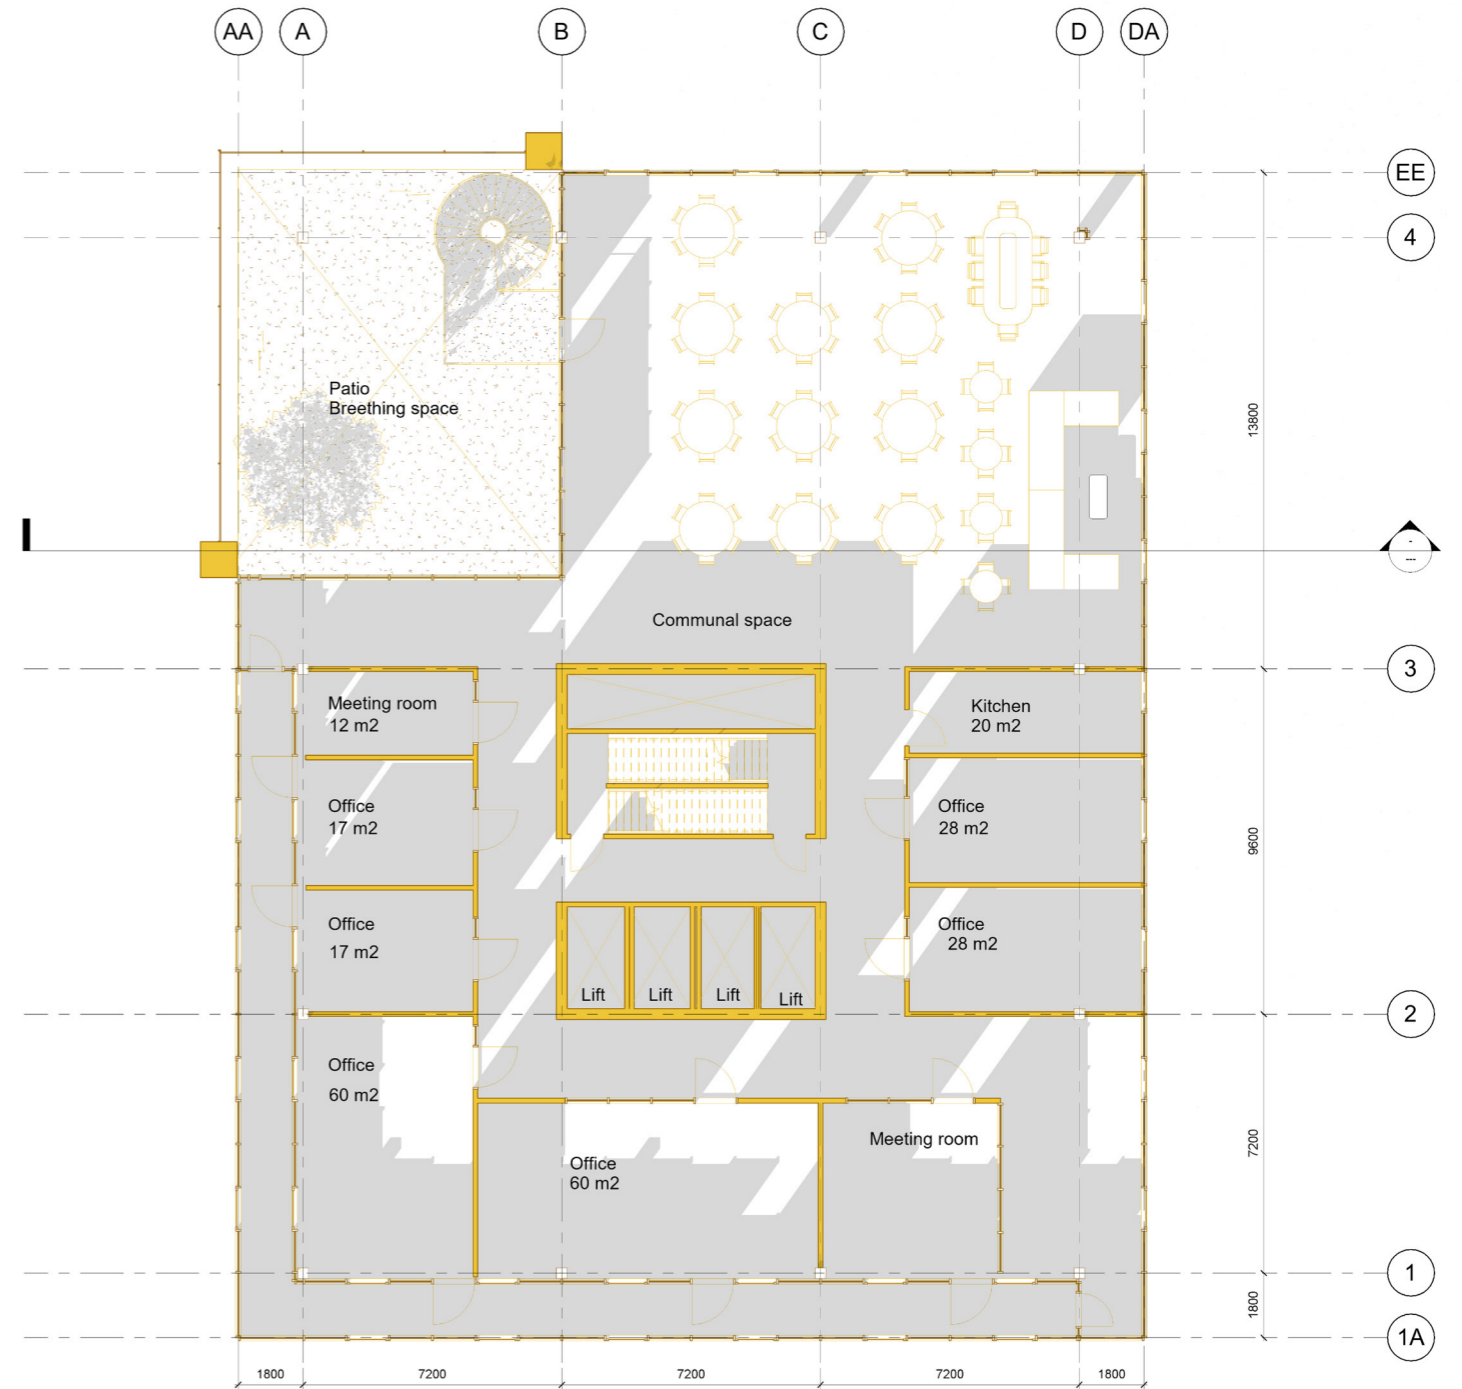 AA A B C D DA
EE
4
Patio
Breething space
13800
-
---
Communal space
3
Meeting room
12 m2
Kitchen
20 m2
Office
17 m2
Office
28 m2
9600
Office
17 m2
Office
28 m2
Lift Lift Lift Lift
2
Office
60 m2
Meeting room
7200
Office
60 m2
1
1800
1A
1800 7200 7200 7200 1800